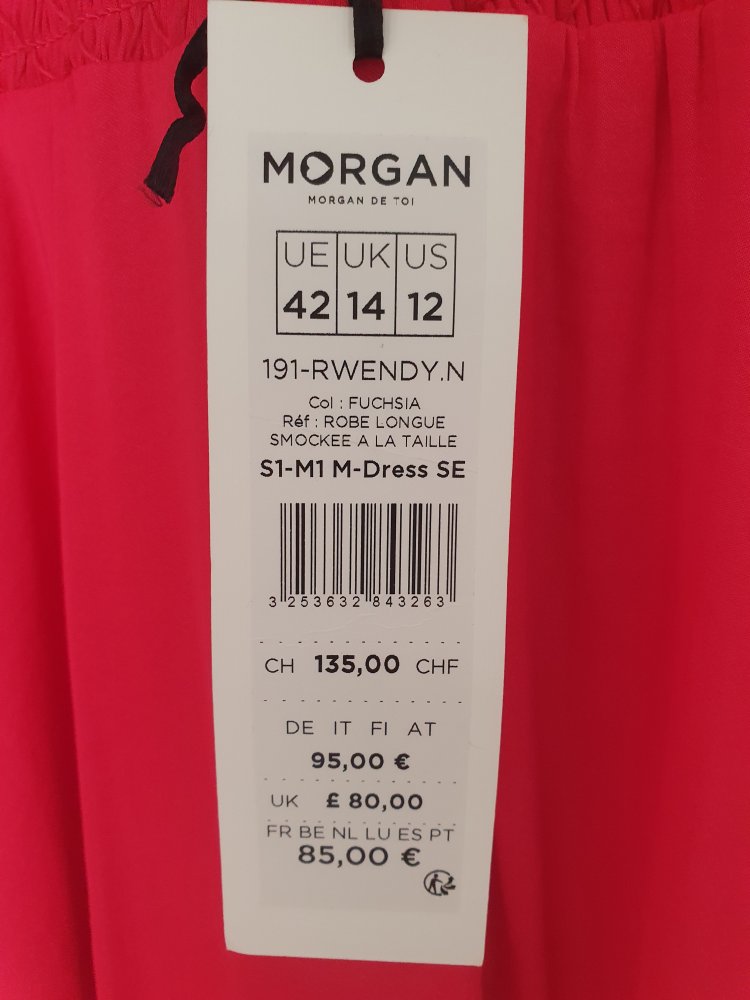 MORGAN
MORGAN DE TOI
UE UK US
42 14 12
191-RWENDY.N
Col : FUCHSIA
Réf : ROBE LONGUE
SMOCKEE A LA TAILLE
S1-M1 M-Dress SE
3 253632 843263
CH 135,00 CHF
DE IT FI AT
95,00 €
UK £ 80,00
FR BE NL LU ES PT
85,00 €